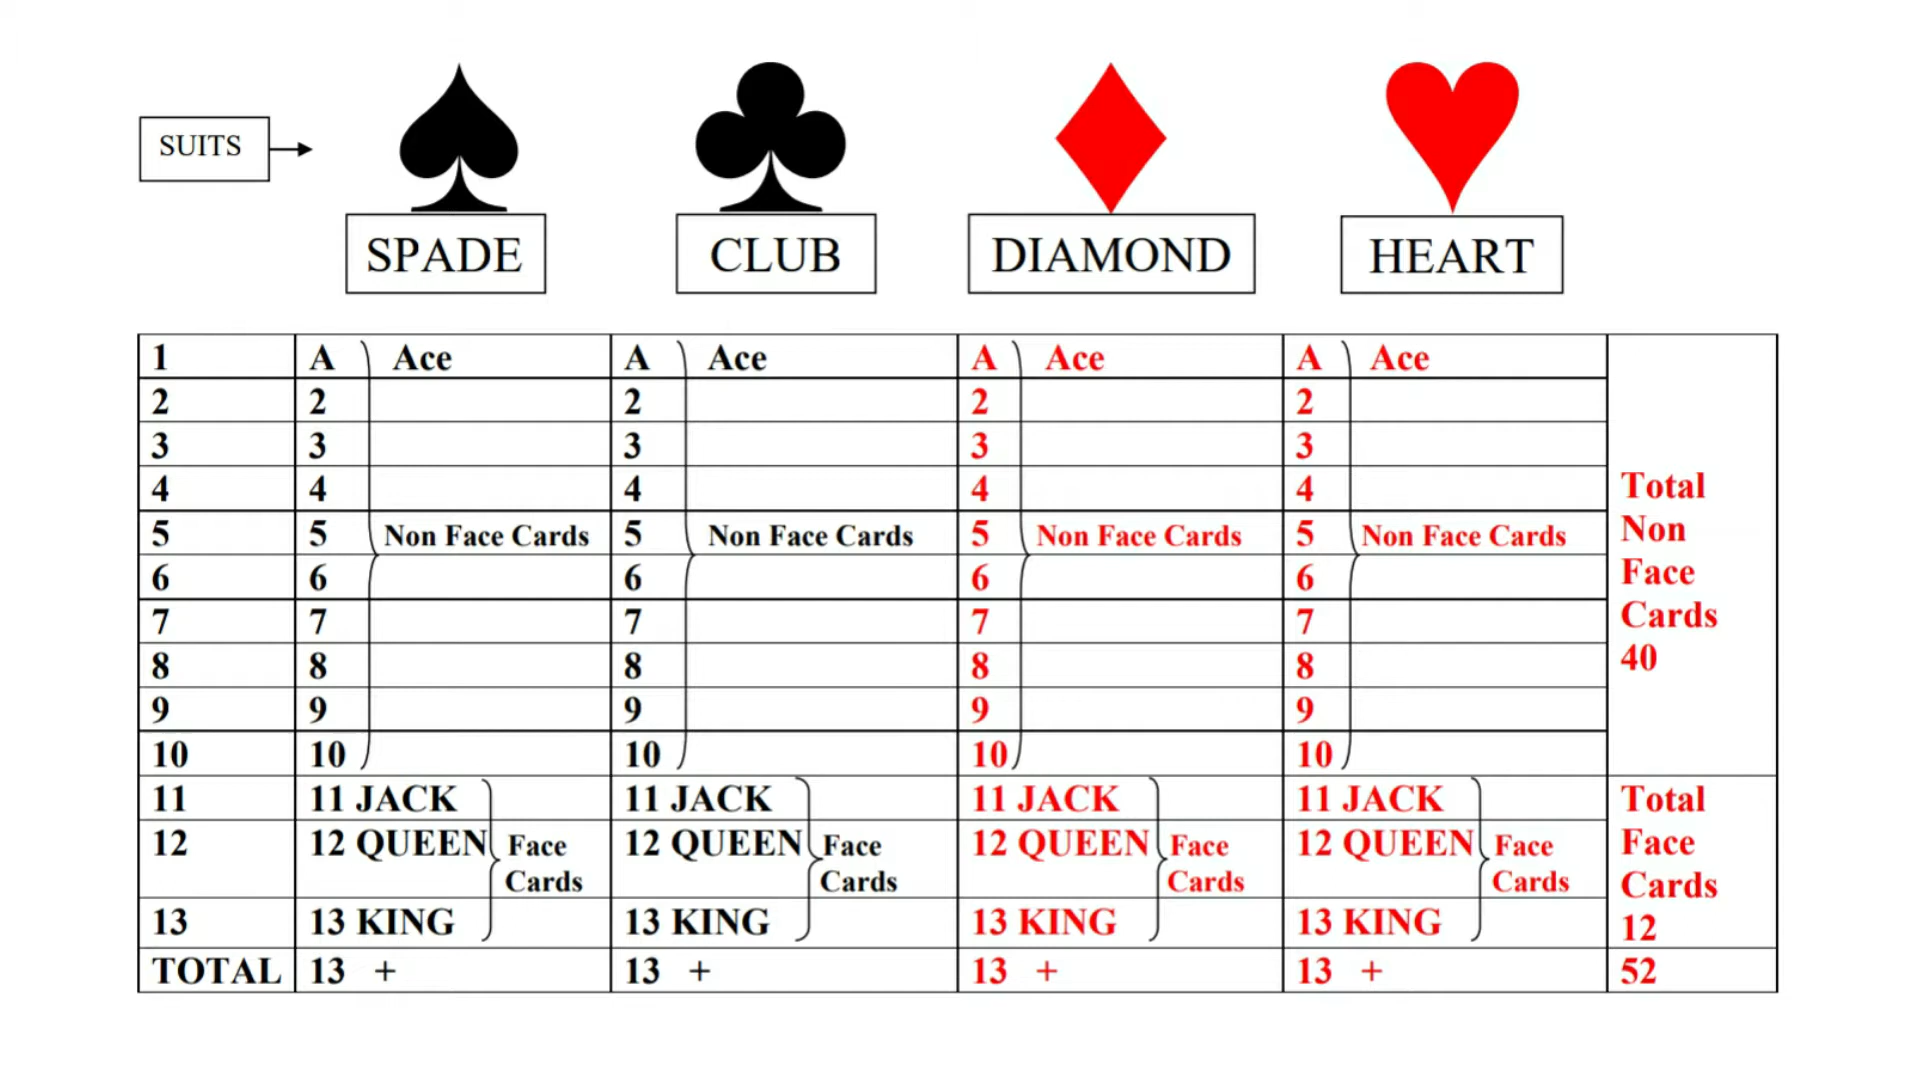 SUITS
SPADE CLUB DIAMOND HEART
1 A Ace A Ace A Ace A Ace
2 2 2 2 2
3 3 3 3 3
4 4 4 4 4
5 5 Non Face Cards 5 Non Face Cards 5 Non Face Cards 5 Non Face Cards
6 6 6 6 6
7 7 7 7 7
8 8 8 8 8
9 9 9 9 9
10 10 10 10 10
Total
Non
Face
Cards
40
11 11 JACK 11 JACK 11 JACK 11 JACK
12 12 QUEEN Face 12 QUEEN Face 12 QUEEN Face 12 QUEEN Face
Cards Cards Cards Cards
13 13 KING 13 KING 13 KING 13 KING
Total
Face
Cards
12
TOTAL 13 + 13 + 13 + 13 + 52